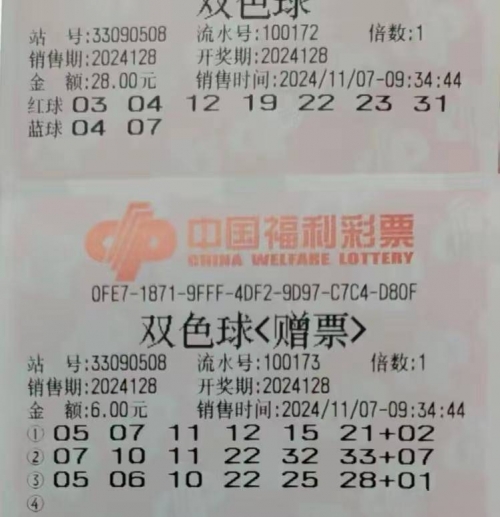 双色球
站 号:33090508 流水号:100172 倍数:1
销售期:2024128 开奖期:2024128
金 额:28.00元 销售时间:2024/11/07-09:34:44
红球 03 04 12 19 22 23 31
蓝球 04 07
中国福利彩票
CHINA WELFARE LOTTERY
0FE7-1871-9FFF-4DF2-9D97-C7C4-D80F
双色球<赠票>
站 号:33090508 流水号:100173 倍数:1
销售期:2024128 开奖期:2024128
金 额:6.00元 销售时间:2024/11/07-09:34:44
① 05 07 11 12 15 21+02
② 07 10 11 22 32 33+07
③ 05 06 10 22 25 28+01
④